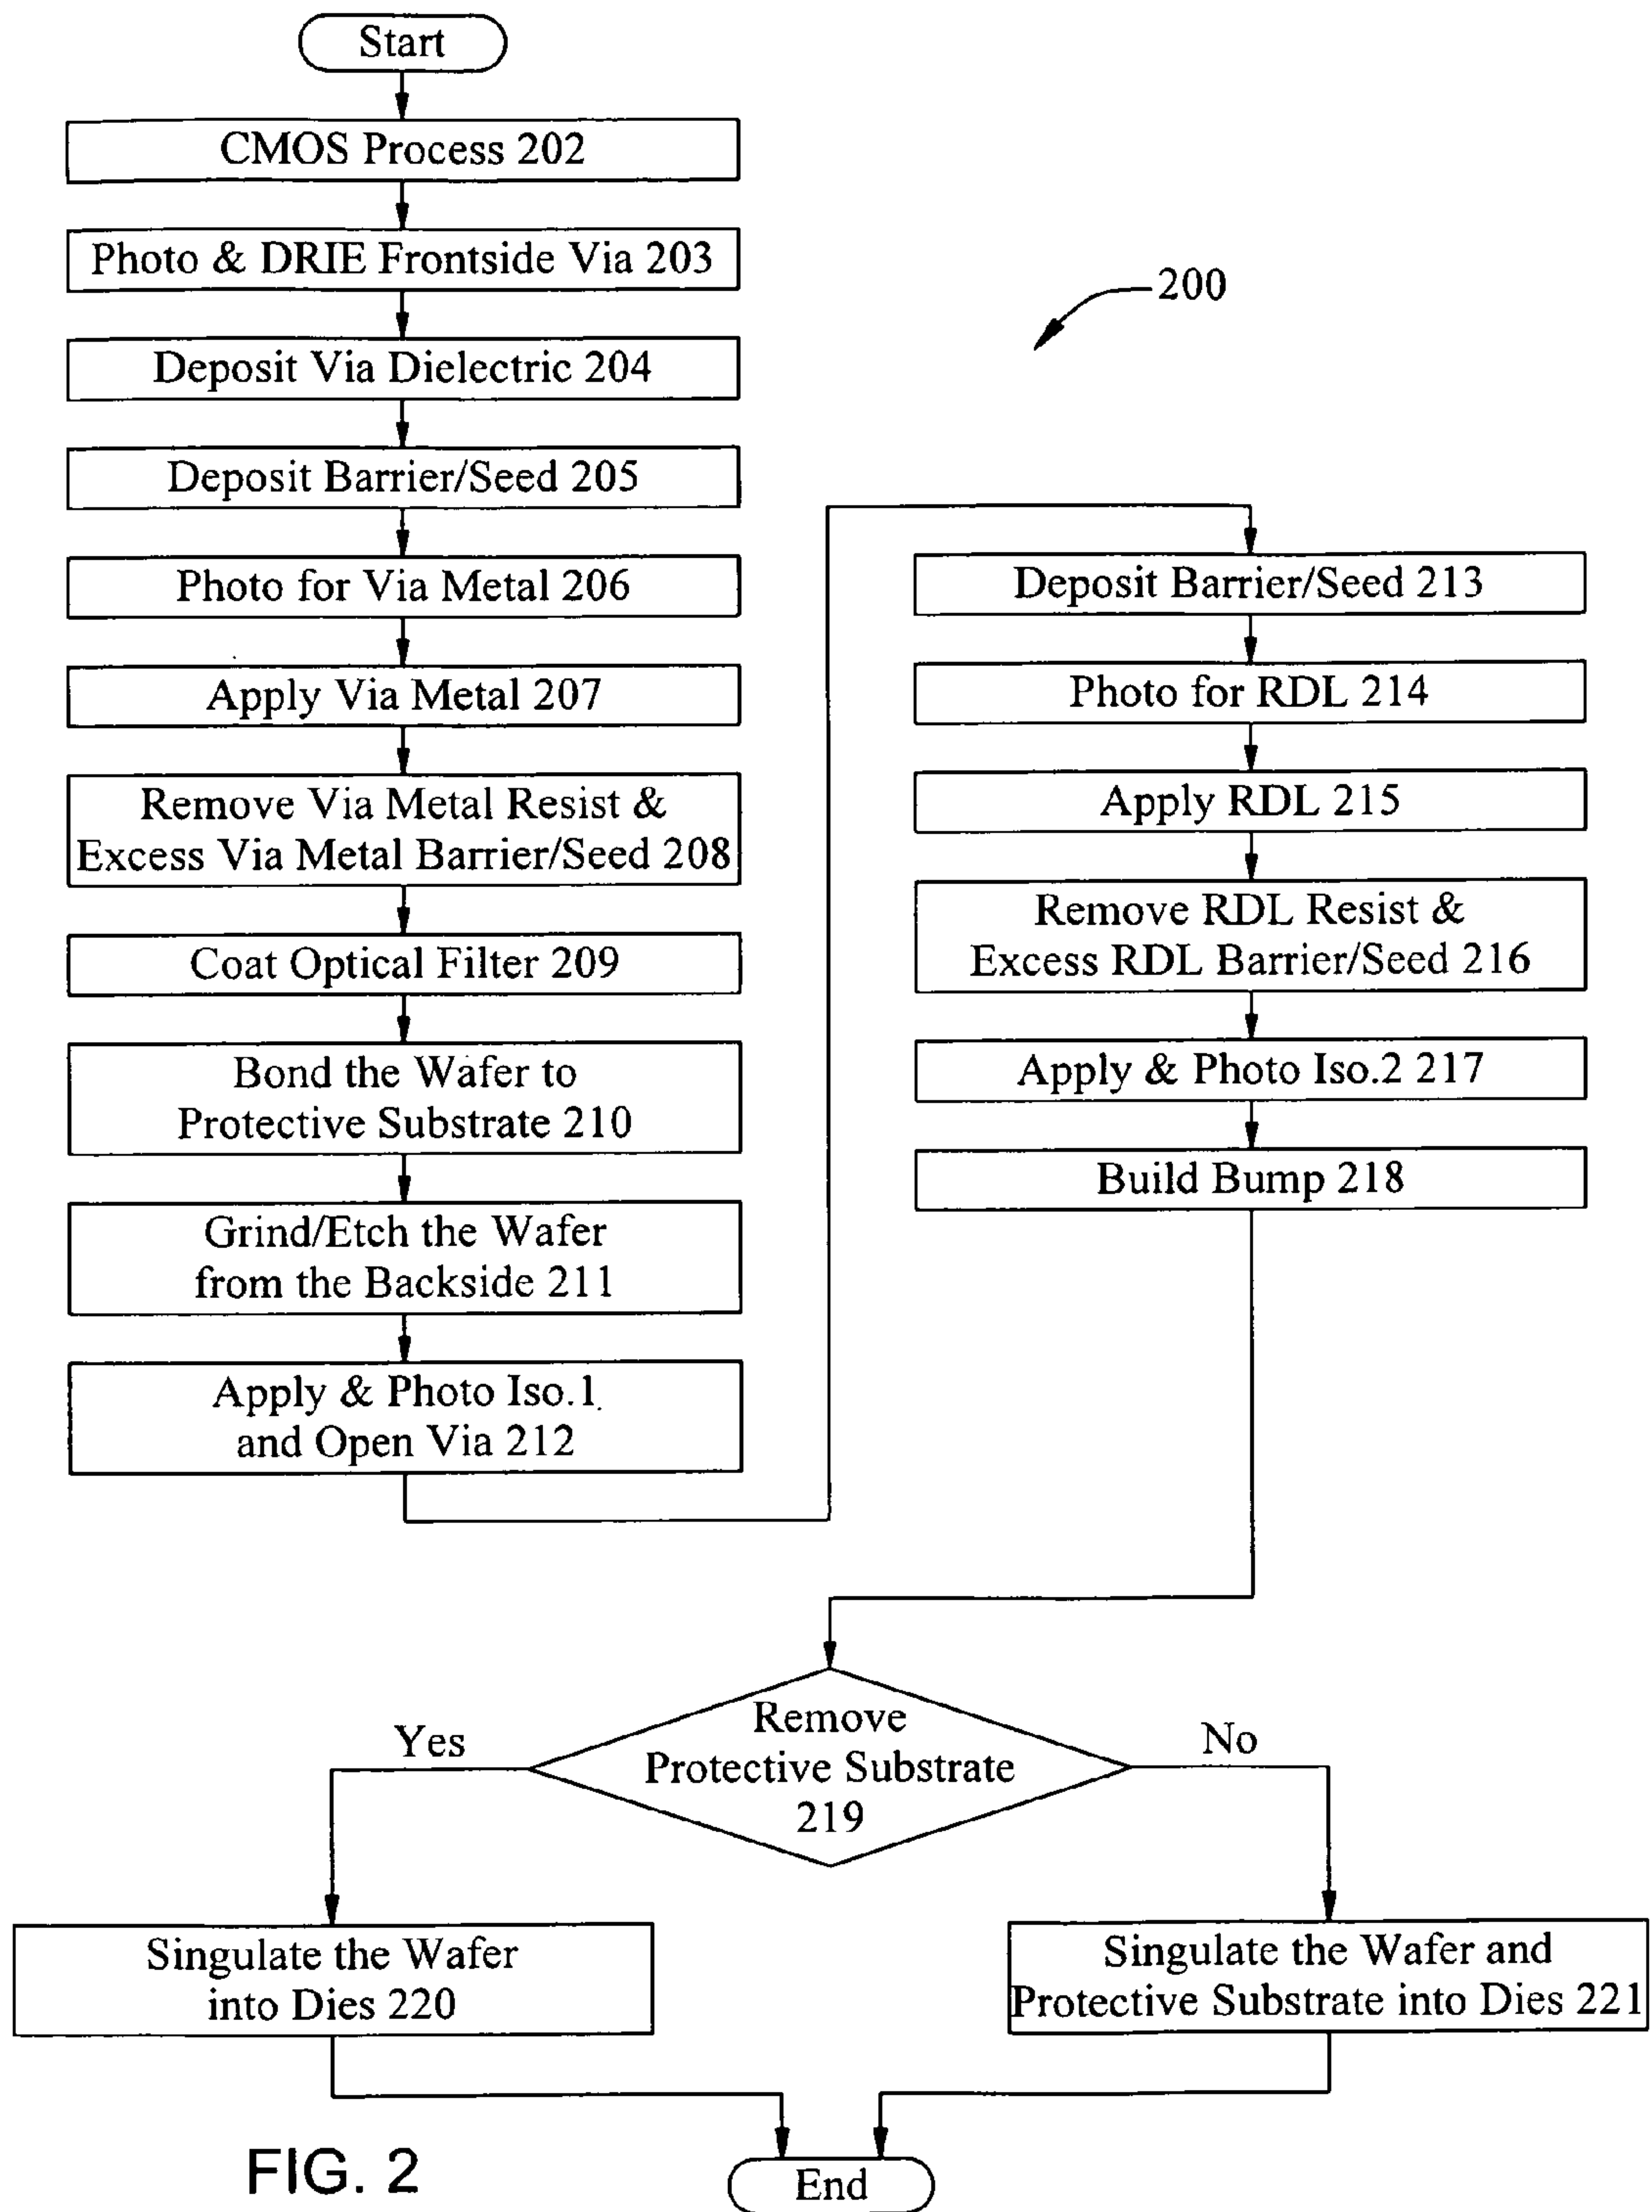 Start
CMOS Process 202
Photo & DRIE Frontside Via 203
Deposit Via Dielectric 204
Deposit Barrier/Seed 205
Photo for Via Metal 206
Apply Via Metal 207
Remove Via Metal Resist &
Excess Via Metal Barrier/Seed 208
Coat Optical Filter 209
Bond the Wafer to
Protective Substrate 210
Grind/Etch the Wafer
from the Backside 211
Apply & Photo Iso.1
and Open Via 212
200
Deposit Barrier/Seed 213
Photo for RDL 214
Apply RDL 215
Remove RDL Resist &
Excess RDL Barrier/Seed 216
Apply & Photo Iso.2 217
Build Bump 218
Remove
Protective Substrate
219
Yes
No
Singulate the Wafer
into Dies 220
Singulate the Wafer and
Protective Substrate into Dies 221
End
FIG. 2